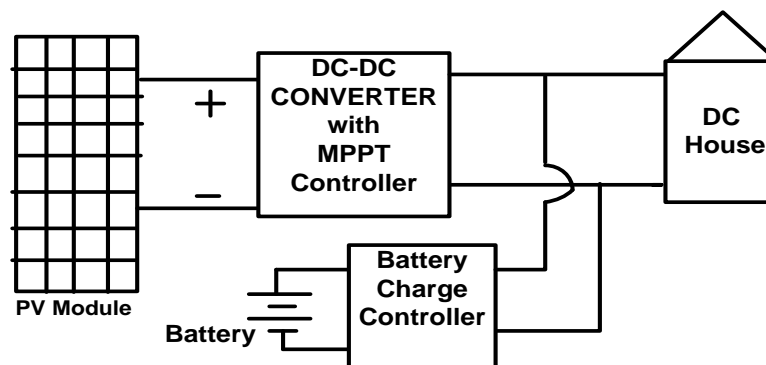 DC-DC
CONVERTER
with
MPPT
Controller
+
−
DC
House
PV Module
Battery
Battery
Charge
Controller